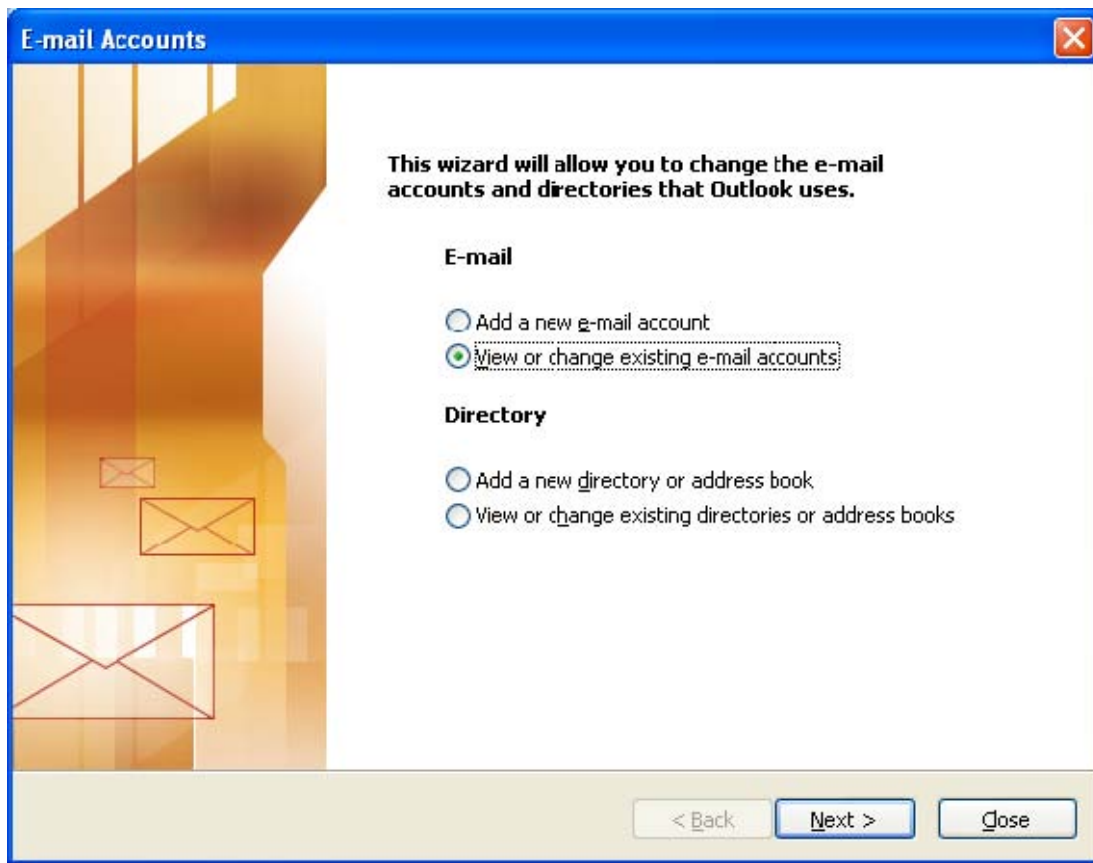 E-mail Accounts
This wizard will allow you to change the e-mail
accounts and directories that Outlook uses.
E-mail
Add a new e-mail account
View or change existing e-mail accounts
Directory
Add a new directory or address book
View or change existing directories or address books
< Back Next > Close